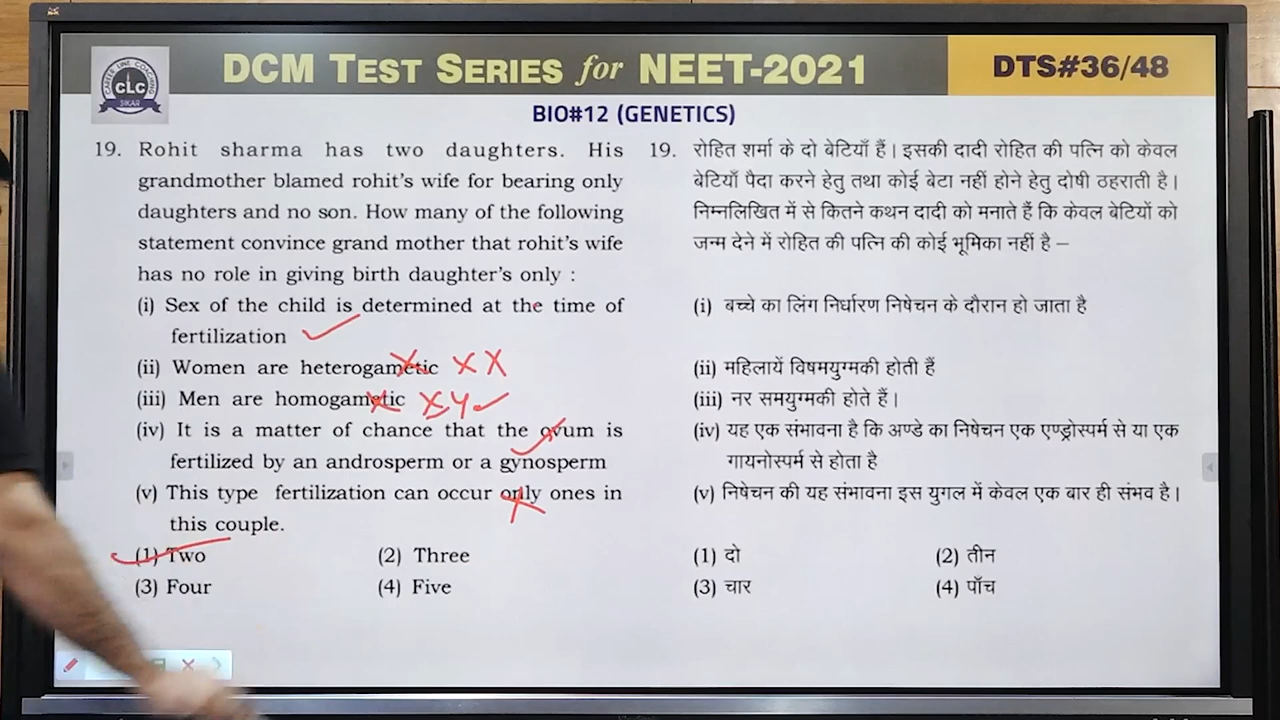 CAREER LINE COACHING
CLC
SIKAR
DCM TEST SERIES for NEET-2021
DTS#36/48
BIO#12 (GENETICS)
19. Rohit sharma has two daughters. His
grandmother blamed rohit's wife for bearing only
daughters and no son. How many of the following
statement convince grand mother that rohit's wife
has no role in giving birth daughter's only :
(i) Sex of the child is determined at the time of
fertilization
(ii) Women are heterogametic XX
(iii) Men are homogametic XY
(iv) It is a matter of chance that the ovum is
fertilized by an androsperm or a gynosperm
(v) This type fertilization can occur only ones in
this couple.
(1) Two (2) Three
(3) Four (4) Five
19. रोहित शर्मा के दो बेटियाँ हैं। इसकी दादी रोहित की पत्नि को केवल
बेटियाँ पैदा करने हेतु तथा कोई बेटा नहीं होने हेतु दोषी ठहराती है।
निम्नलिखित में से कितने कथन दादी को मनाते हैं कि केवल बेटियों को
जन्म देने में रोहित की पत्नि की कोई भूमिका नहीं है –
(i) बच्चे का लिंग निर्धारण निषेचन के दौरान हो जाता है
(ii) महिलायें विषमयुग्मकी होती हैं
(iii) नर समयुग्मकी होते हैं।
(iv) यह एक संभावना है कि अण्डे का निषेचन एक एण्ड्रोस्पर्म से या एक
गायनोस्पर्म से होता है
(v) निषेचन की यह संभावना इस युगल में केवल एक बार ही संभव है।
(1) दो (2) तीन
(3) चार (4) पाँच